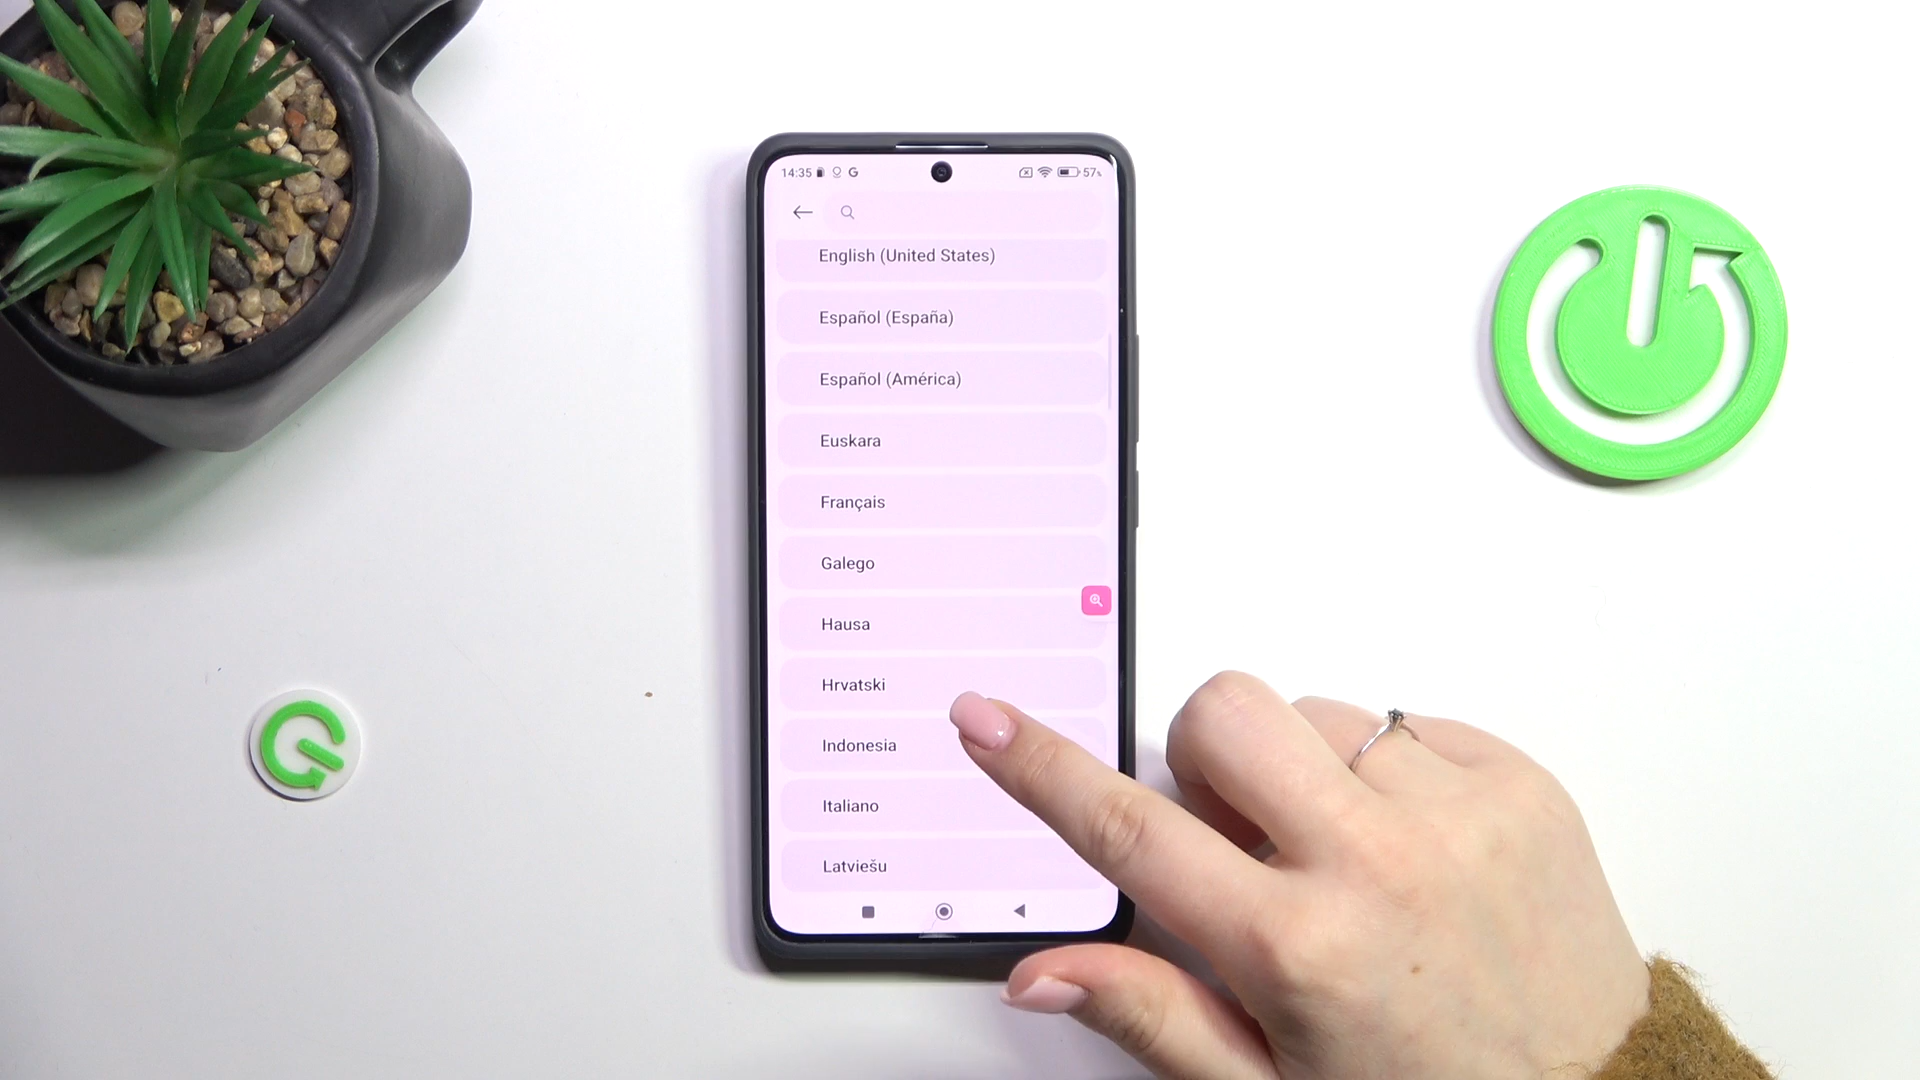 14:35 G 57%
English (United States)
Español (España)
Español (América)
Euskara
Français
Galego
Hausa
Hrvatski
Indonesia
Italiano
Latviešu